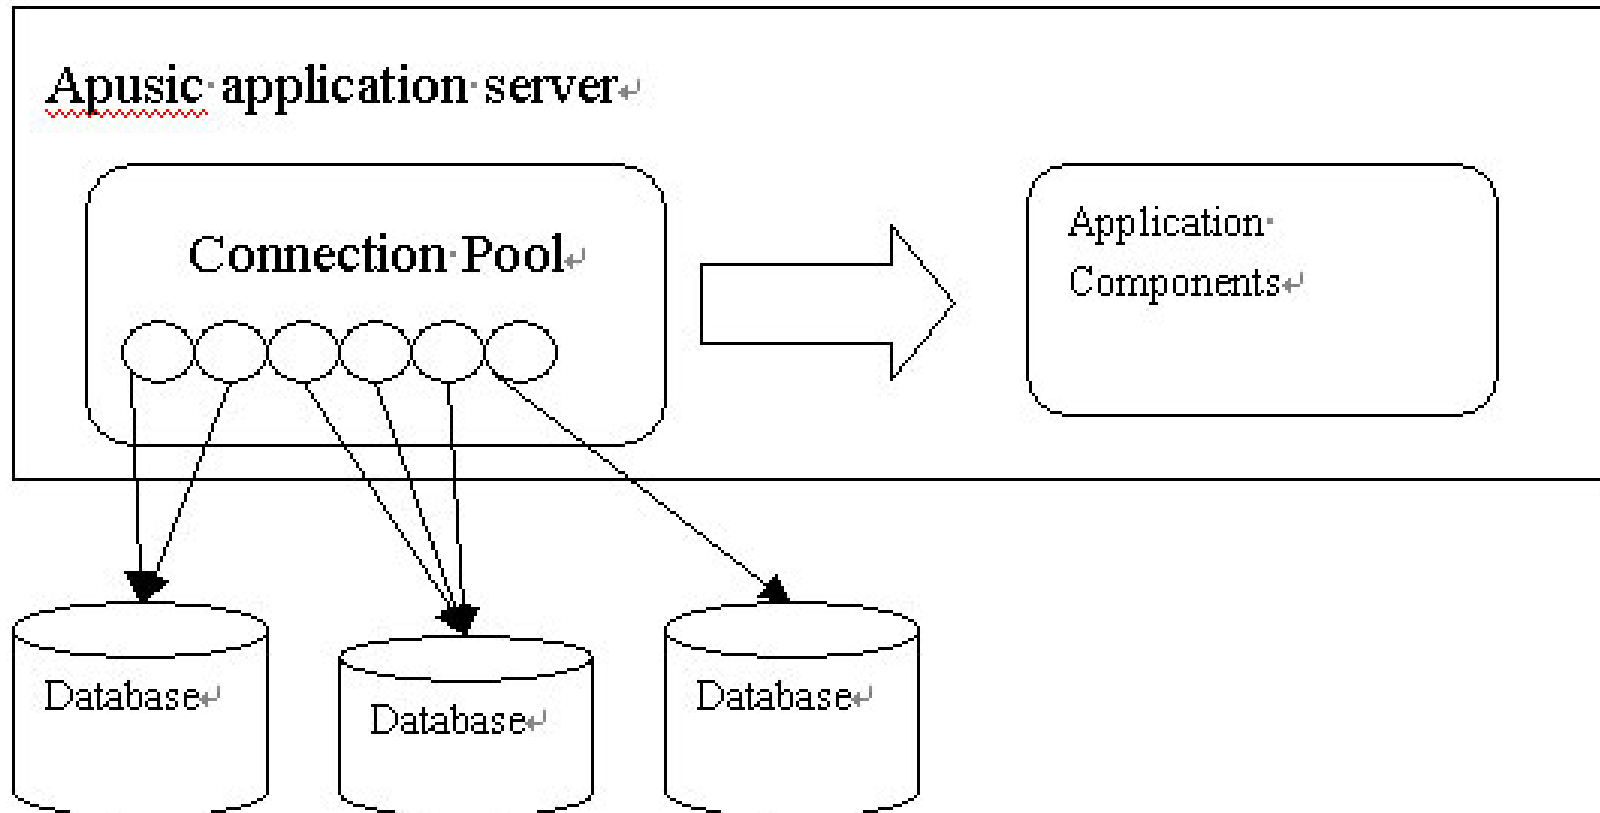 Apusic application server
Connection Pool
Application
Components
Database
Database
Database